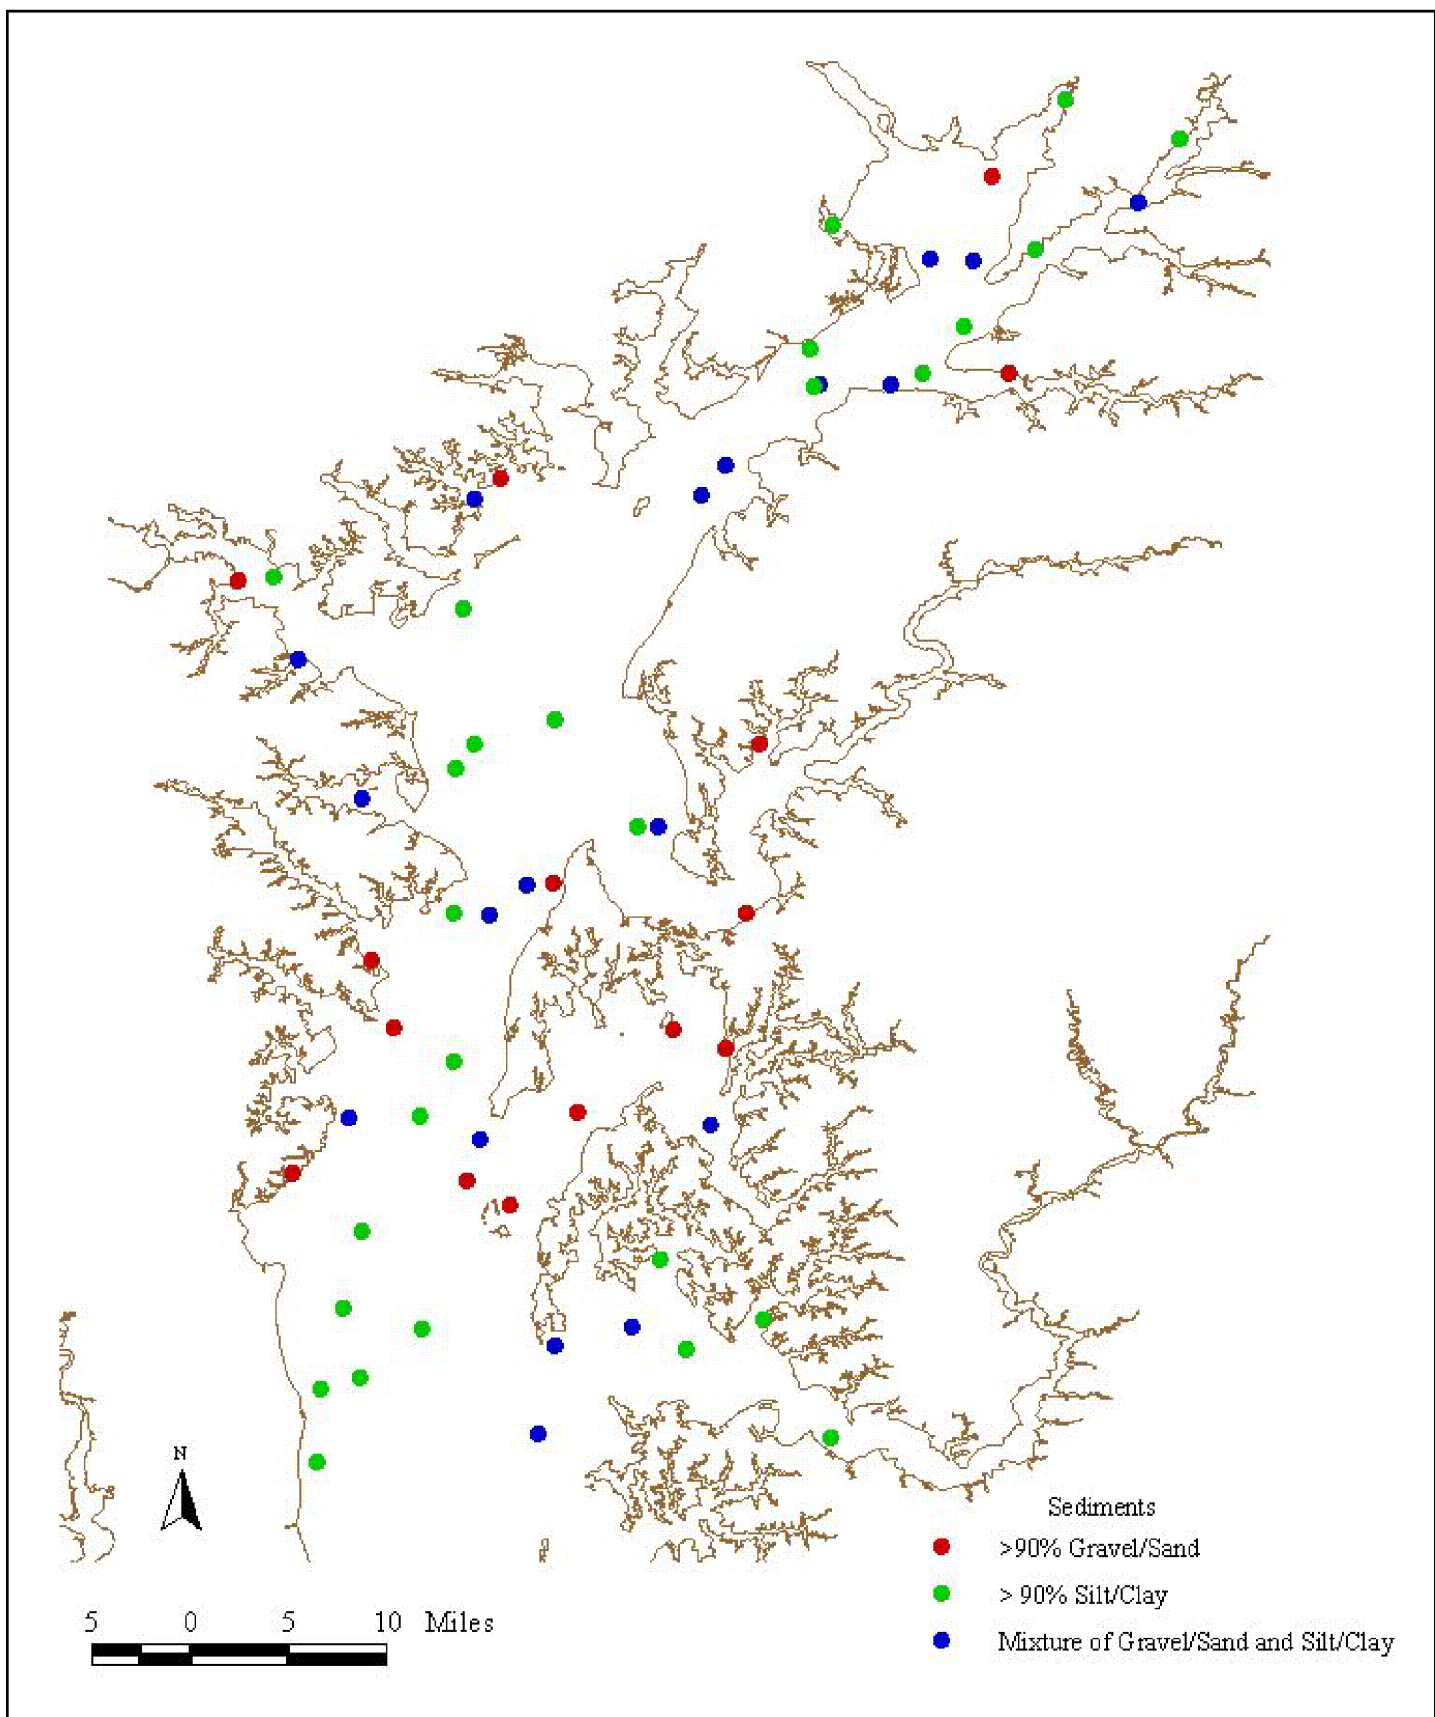 N
Sediments
>90% Gravel/Sand
> 90% Silt/Clay
Mixture of Gravel/Sand and Silt/Clay
5 0 5 10 Miles